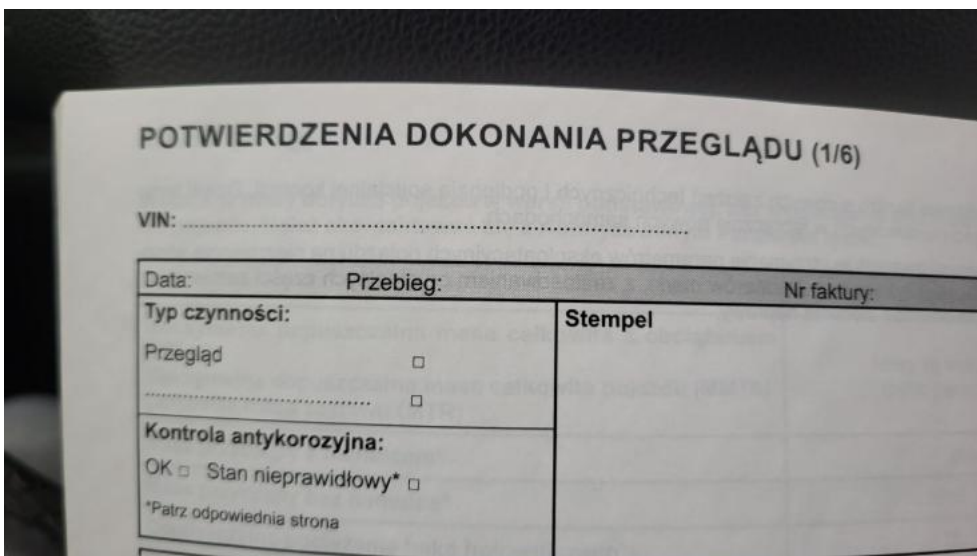 POTWIERDZENIA DOKONANIA PRZEGLĄDU (1/6)
VIN: ........................................................................
Data: Przebieg: Nr faktury:
Typ czynności: Stempel
Przegląd □
........................................ □
Kontrola antykorozyjna:
OK □ Stan nieprawidłowy* □
*Patrz odpowiednia strona